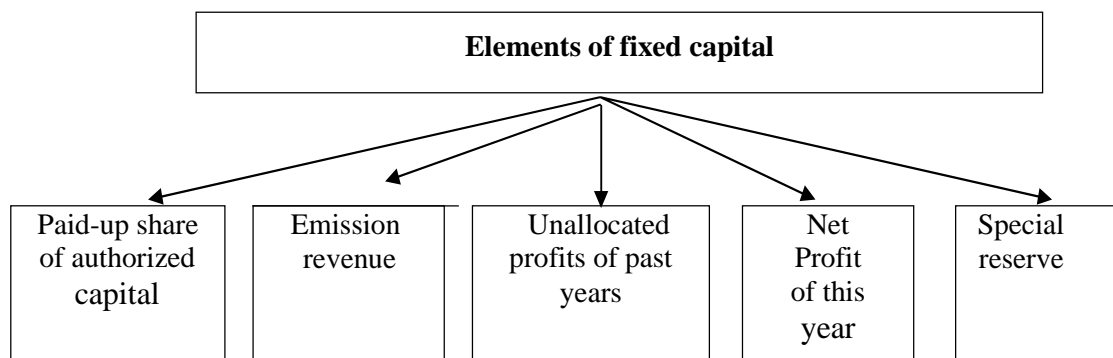 Elements of fixed capital
Paid-up share
of authorized
capital
Emission
revenue
Unallocated
profits of past
years
Net
Profit
of this
year
Special
reserve